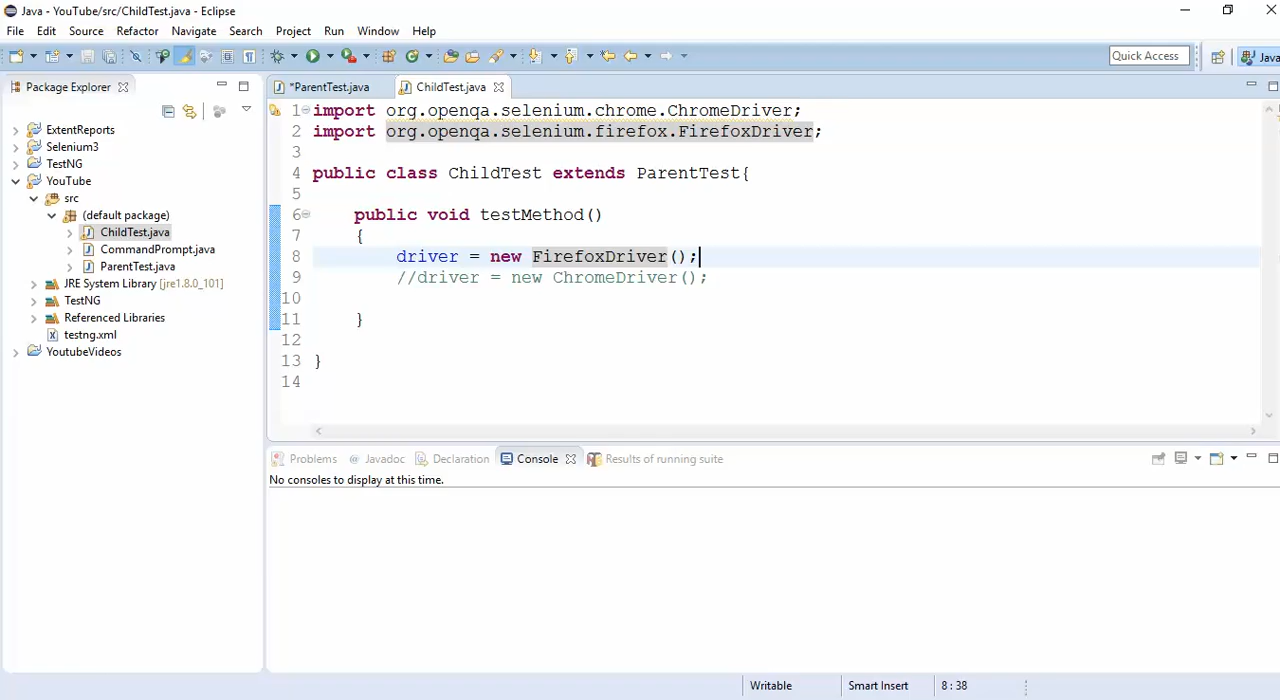 Java - YouTube/src/ChildTest.java - Eclipse
File Edit Source Refactor Navigate Search Project Run Window Help
Quick Access Java
Package Explorer
*ParentTest.java ChildTest.java
ExtentReports
Selenium3
TestNG
YouTube
src
(default package)
ChildTest.java
CommandPrompt.java
ParentTest.java
JRE System Library [jre1.8.0_101]
TestNG
Referenced Libraries
testng.xml
YoutubeVideos
1 import org.openqa.selenium.chrome.ChromeDriver;
2 import org.openqa.selenium.firefox.FirefoxDriver;
3
4 public class ChildTest extends ParentTest{
5
6 public void testMethod()
7 {
8 driver = new FirefoxDriver();
9 //driver = new ChromeDriver();
10
11 }
12
13 }
14
Problems @ Javadoc Declaration Console Results of running suite
No consoles to display at this time.
Writable Smart Insert 8 : 38